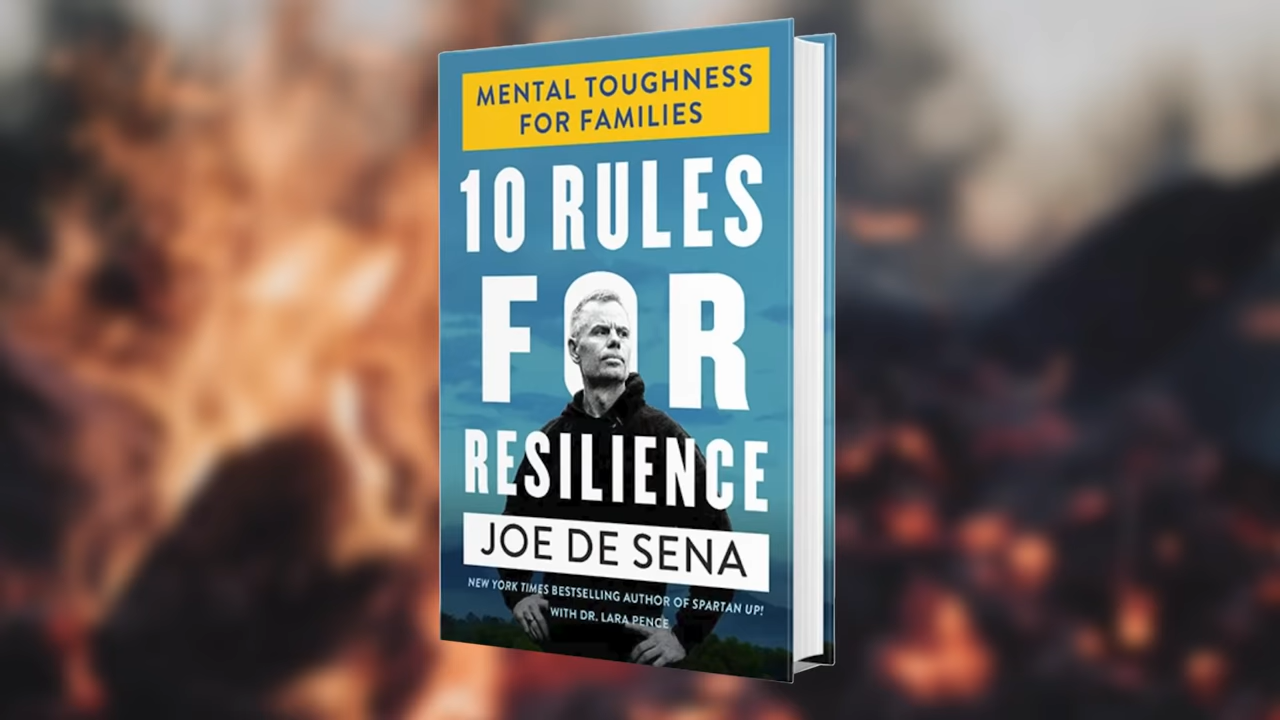 MENTAL TOUGHNESS
FOR FAMILIES
10 RULES
FOR
RESILIENCE
JOE DE SENA
NEW YORK TIMES BESTSELLING AUTHOR OF SPARTAN UP!
WITH DR. LARA PENCE